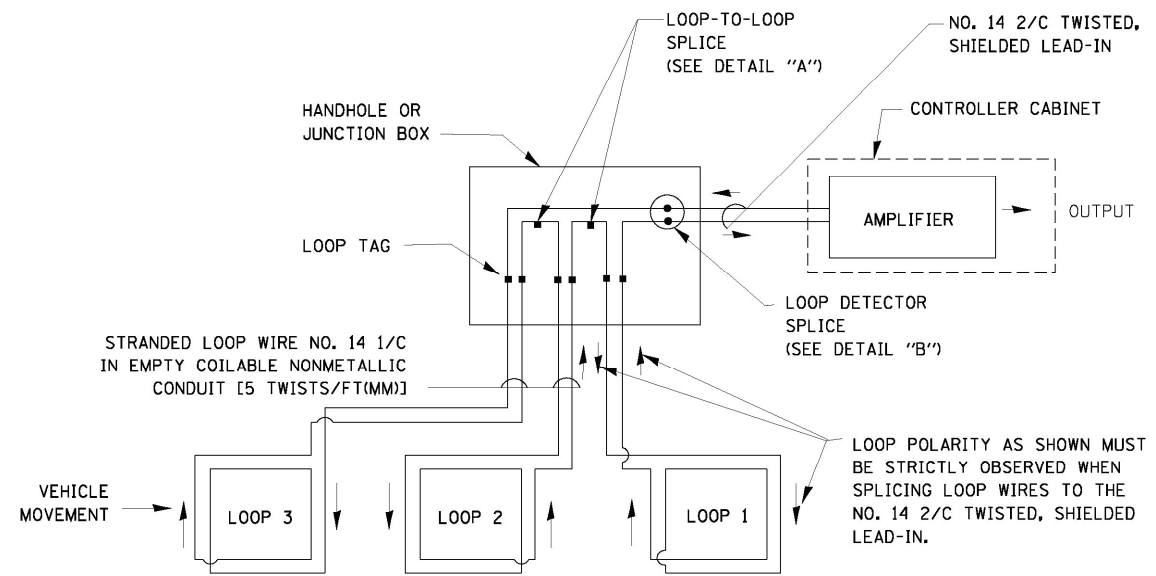 LOOP-TO-LOOP
SPLICE
(SEE DETAIL "A")
NO. 14 2/C TWISTED,
SHIELDED LEAD-IN
HANDHOLE OR
JUNCTION BOX
CONTROLLER CABINET
AMPLIFIER
OUTPUT
LOOP TAG
LOOP DETECTOR
SPLICE
(SEE DETAIL "B")
STRANDED LOOP WIRE NO. 14 1/C
IN EMPTY COILABLE NONMETALLIC
CONDUIT [5 TWISTS/FT(MM)]
LOOP POLARITY AS SHOWN MUST
BE STRICTLY OBSERVED WHEN
SPLICING LOOP WIRES TO THE
NO. 14 2/C TWISTED, SHIELDED
LEAD-IN.
VEHICLE
MOVEMENT
LOOP 3
LOOP 2
LOOP 1